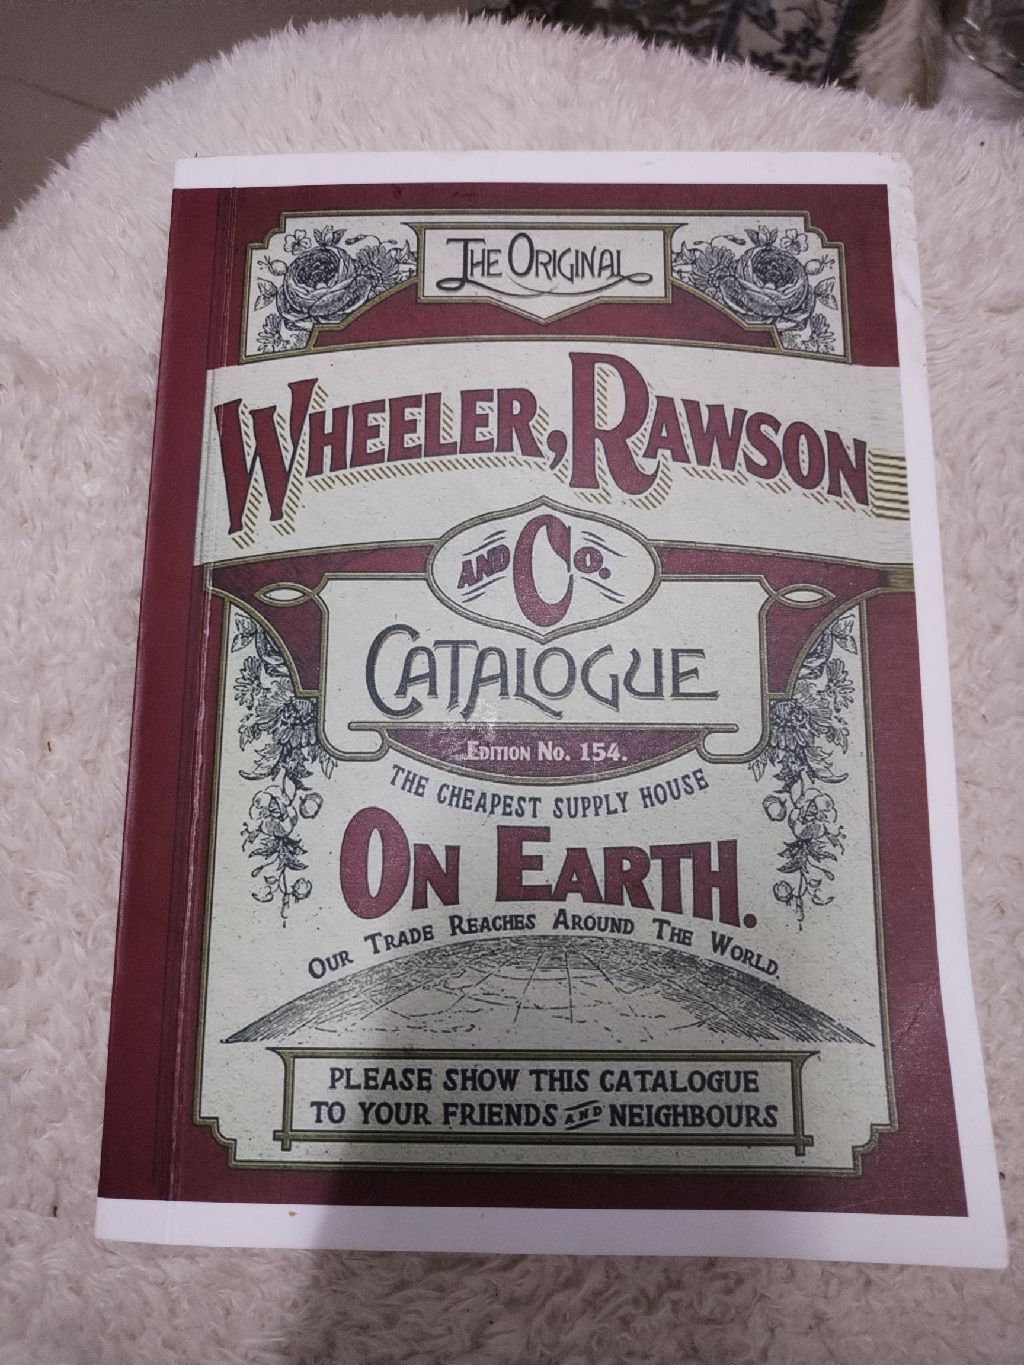 The Original
Wheeler, Rawson
and Co.
Catalogue
Edition No. 154.
The Cheapest Supply House
On Earth.
Our Trade Reaches Around The World.
Please Show This Catalogue
To Your Friends and Neighbours